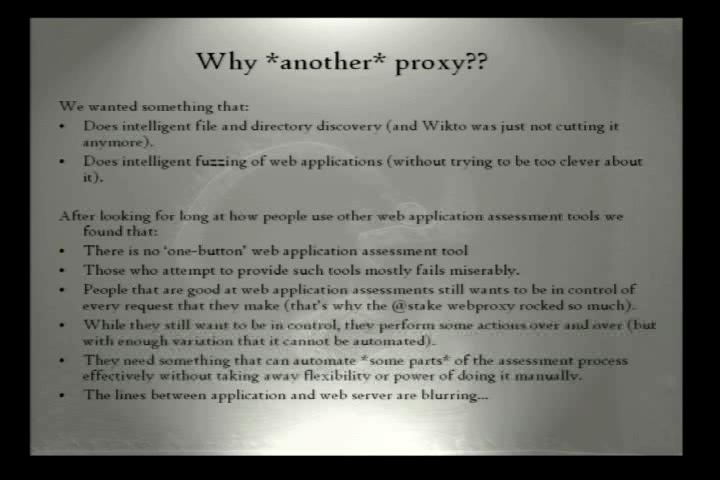 Why *another* proxy??
We wanted something that:
• Does intelligent file and directory discovery (and Wikto was just not cutting it
anymore).
• Does intelligent fuzzing of web applications (without trying to be too clever about
it).
After looking for long at how people use other web application assessment tools we
found that:
• There is no 'one-button' web application assessment tool
• Those who attempt to provide such tools mostly fails miserably.
• People that are good at web application assessments still wants to be in control of
every request that they make (that's why the @stake webproxy rocked so much).
• While they still want to be in control, they perform some actions over and over (but
with enough variation that it cannot be automated).
• They need something that can automate *some parts* of the assessment process
effectively without taking away flexibility or power of doing it manually.
• The lines between application and web server are blurring...